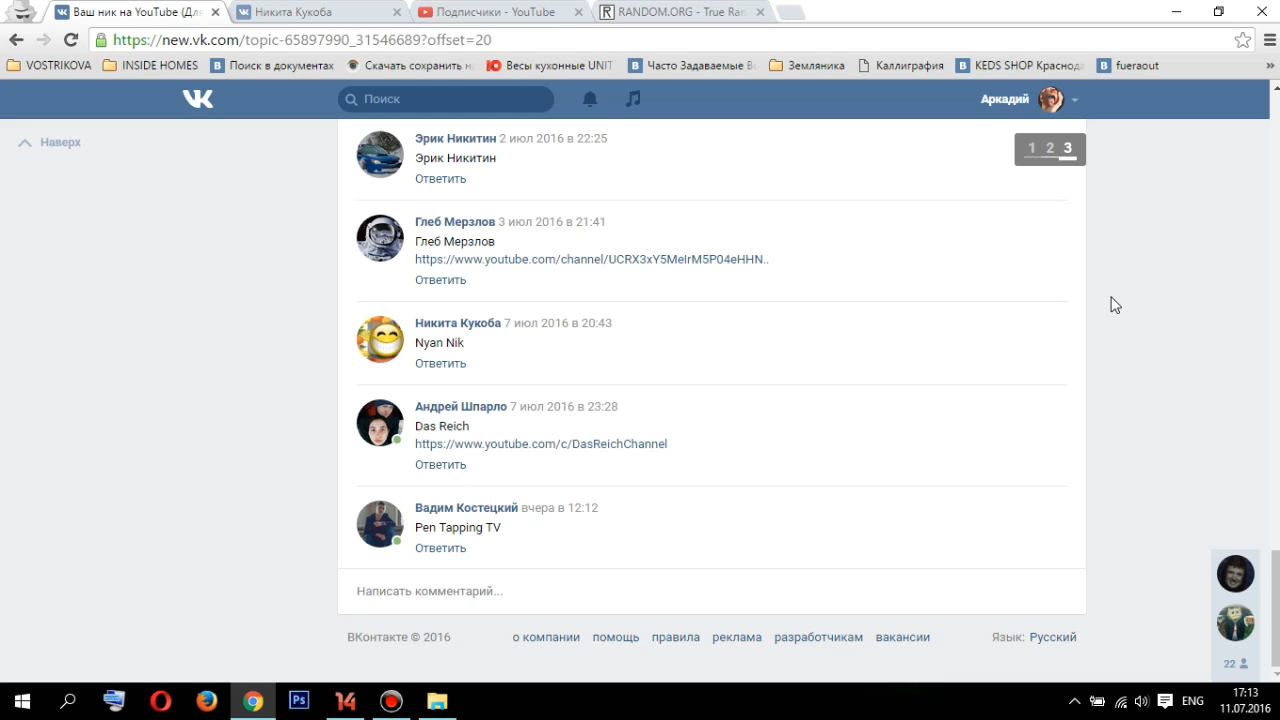 Ваш ник на YouTube (Для
Никита Кукоба
Подписчики - YouTube
RANDOM.ORG - True Ran
https://new.vk.com/topic-65897990_31546689?offset=20
VOSTRIKOVA
INSIDE HOMES
Поиск в документах
Скачать сохранить н
Весы кухонные UNIT
Часто Задаваемые В
Земляника
Каллиграфия
KEDS SHOP Краснода
fueraout
Поиск
Аркадий
Наверх
1 2 3
Эрик Никитин 2 июл 2016 в 22:25
Эрик Никитин
Ответить
Глеб Мерзлов 3 июл 2016 в 21:41
Глеб Мерзлов
https://www.youtube.com/channel/UCRX3xY5MeIrM5P04eHHN..
Ответить
Никита Кукоба 7 июл 2016 в 20:43
Nyan Nik
Ответить
Андрей Шпарло 7 июл 2016 в 23:28
Das Reich
https://www.youtube.com/c/DasReichChannel
Ответить
Вадим Костецкий вчера в 12:12
Pen Tapping TV
Ответить
Написать комментарий...
ВКонтакте © 2016
о компании
помощь
правила
реклама
разработчикам
вакансии
Язык: Русский
22
Ps
14
ENG
17:13
11.07.2016